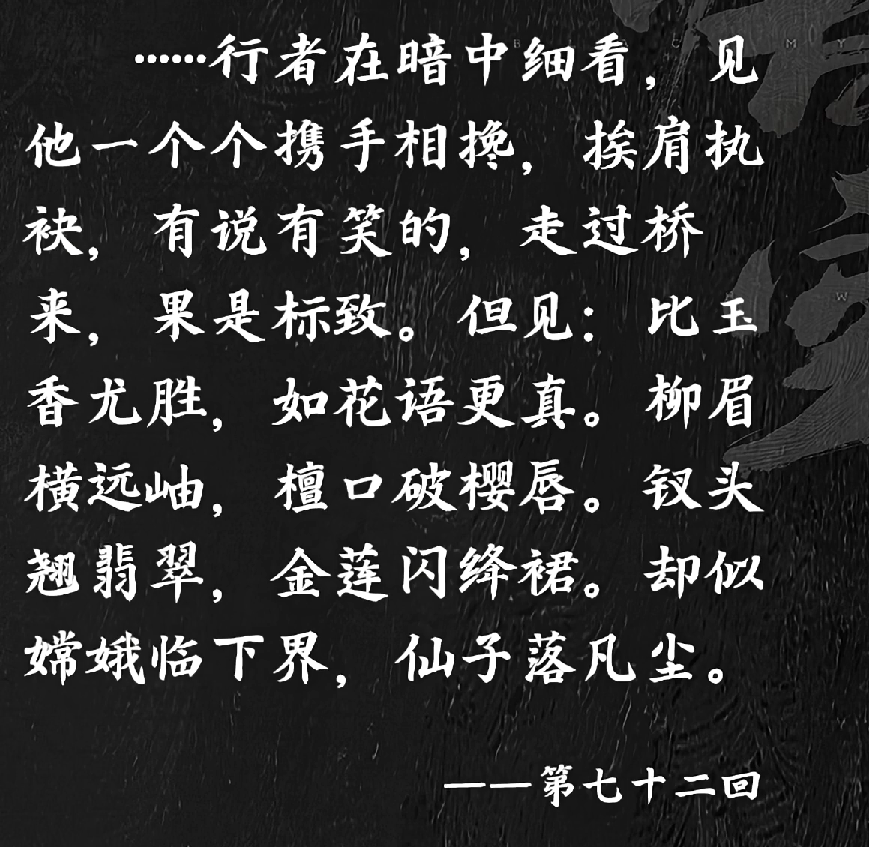 ……行者在暗中细看，见
他一个个携手相搀，挨肩执
袂，有说有笑的，走过桥
来，果是标致。但见：比玉
香尤胜，如花语更真。柳眉
横远岫，檀口破樱唇。钗头
翘翡翠，金莲闪绛裙。却似
嫦娥临下界，仙子落凡尘。
——第七十二回